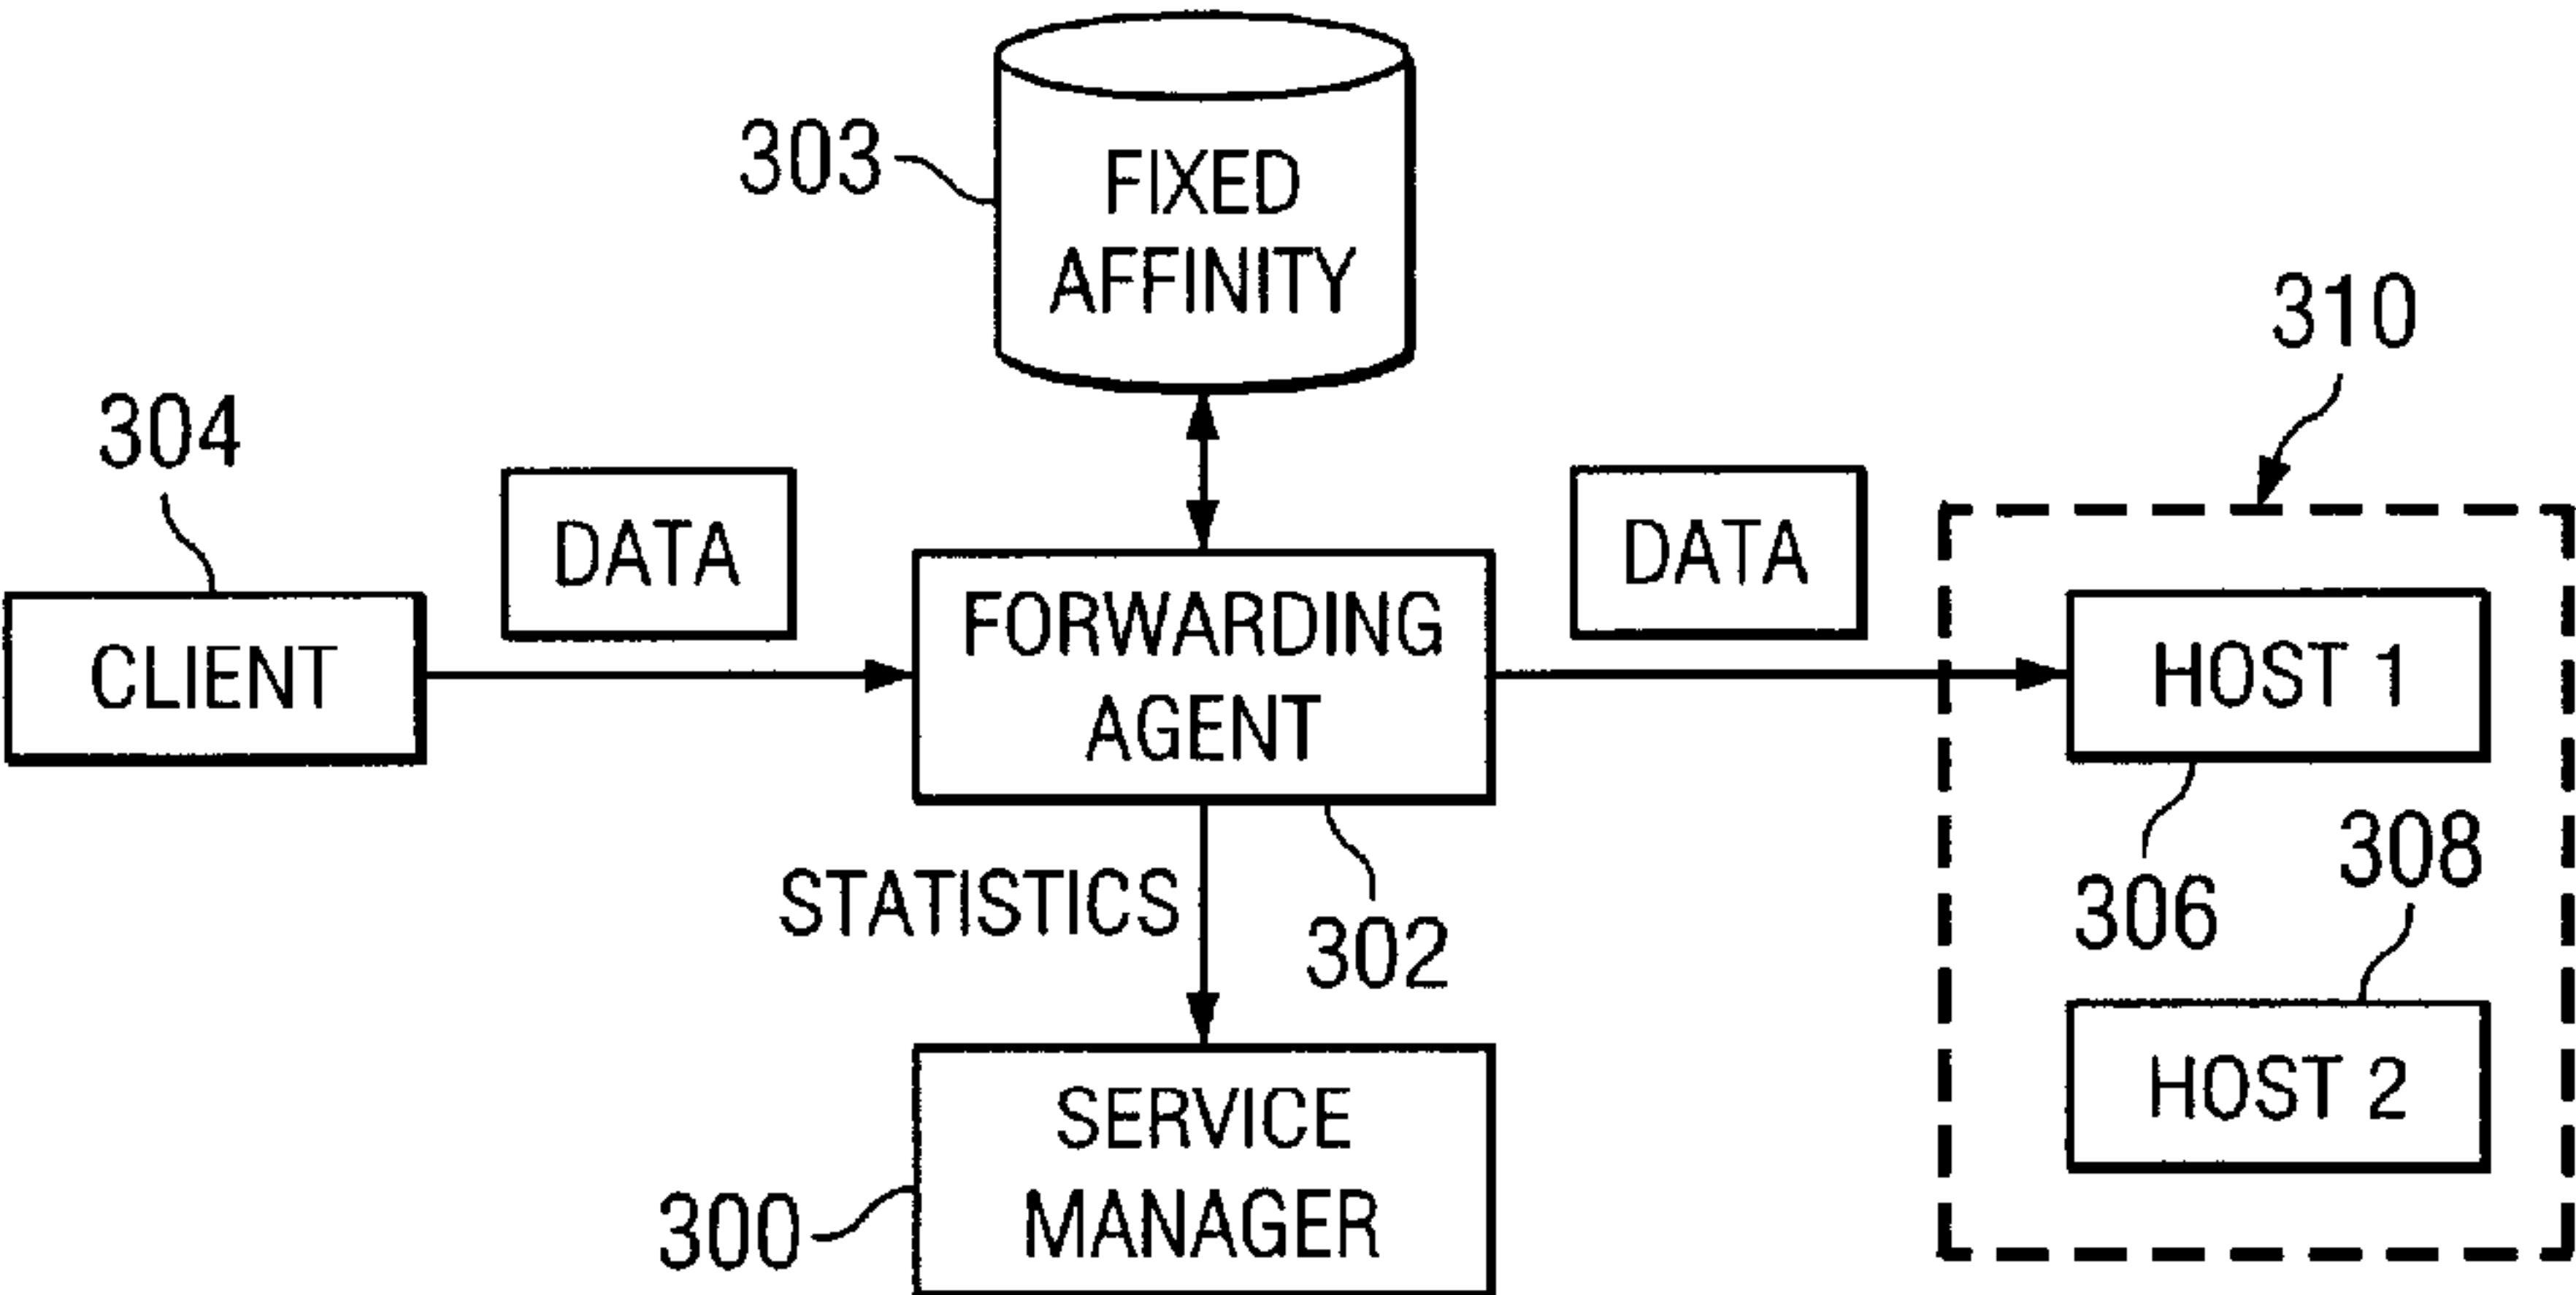 303
FIXED
AFFINITY
310
304
DATA
DATA
CLIENT
FORWARDING
AGENT
HOST 1
STATISTICS
302
306
308
300
SERVICE
MANAGER
HOST 2